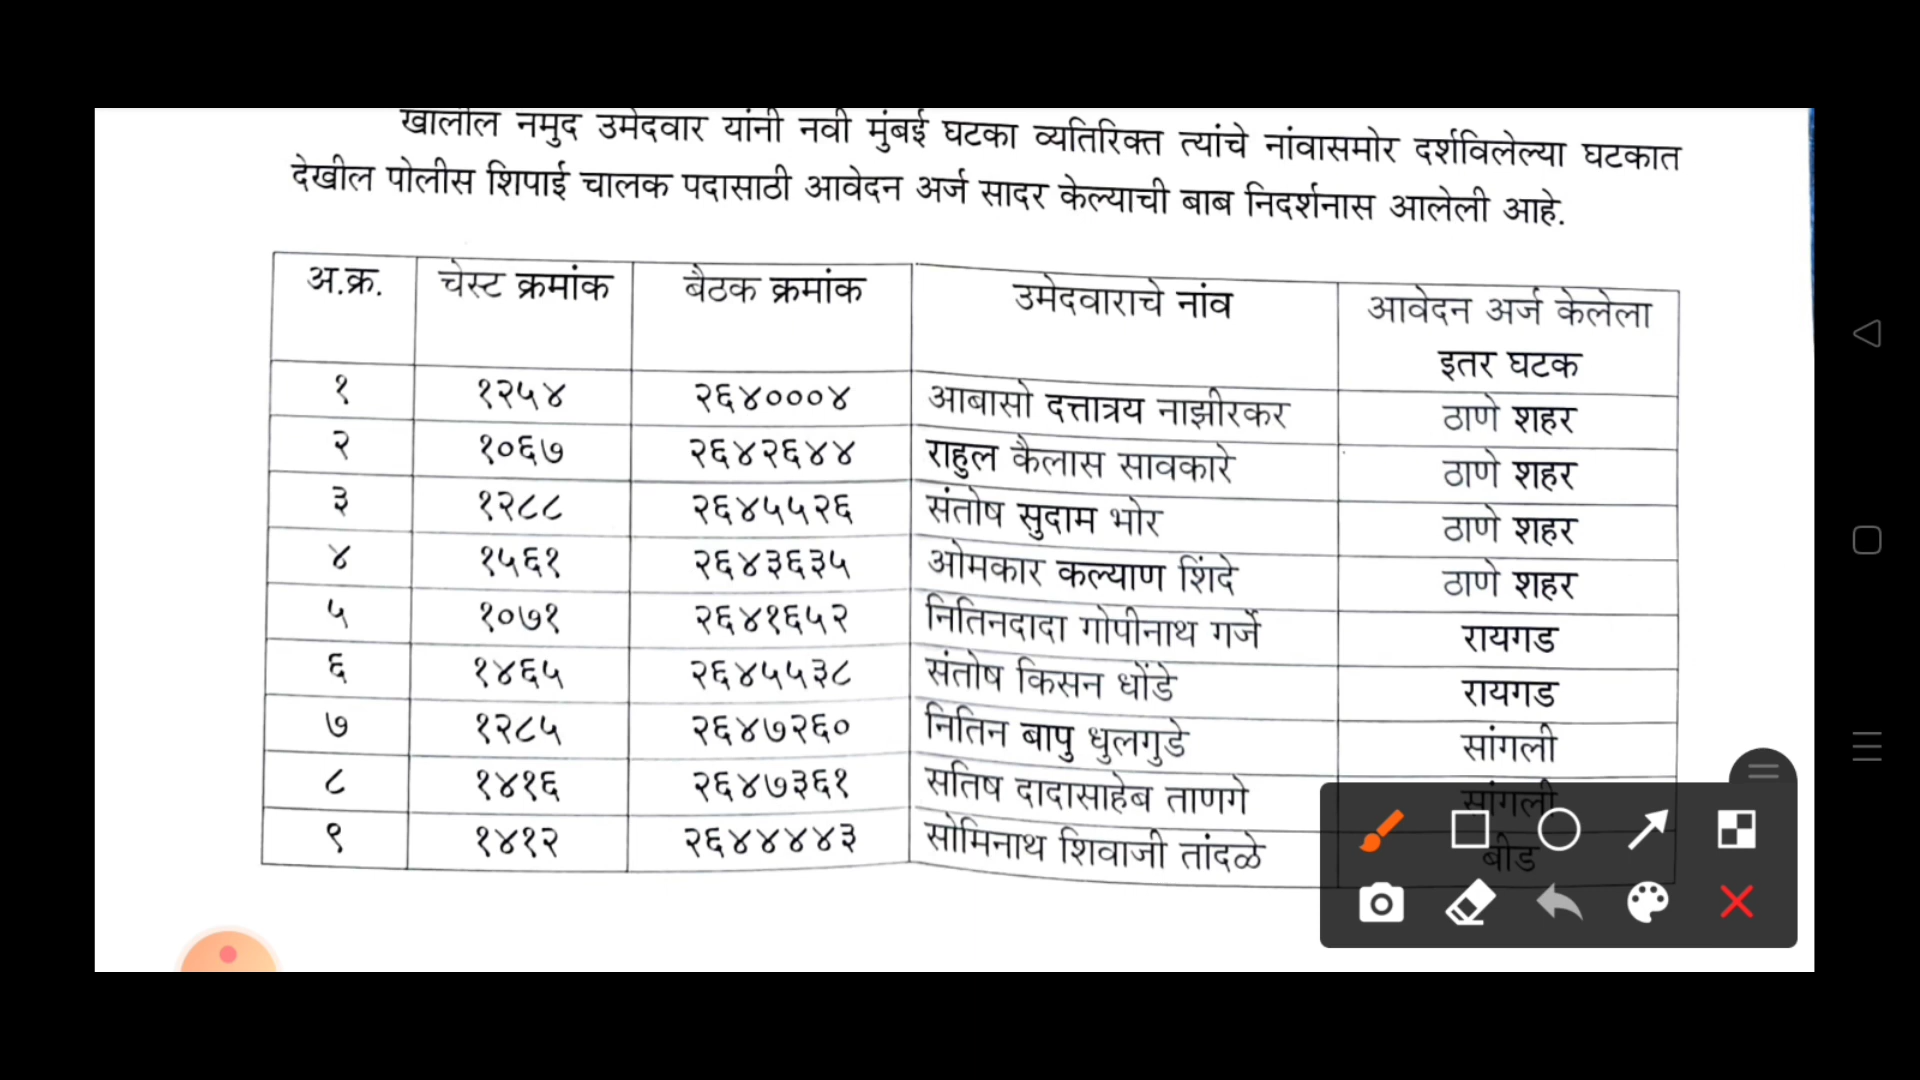 खालील नमुद उमेदवार यांनी नवी मुंबई घटका व्यतिरिक्त त्यांचे नांवासमोर दर्शविलेल्या घटकात
देखील पोलीस शिपाई चालक पदासाठी आवेदन अर्ज सादर केल्याची बाब निदर्शनास आलेली आहे.
अ.क्र. चेस्ट क्रमांक बैठक क्रमांक उमेदवाराचे नांव आवेदन अर्ज केलेला
इतर घटक
१ १२५४ २६४०००४ आबासो दत्तात्रय नाझीरकर ठाणे शहर
२ १०६७ २६४२६४४ राहुल कैलास सावकारे ठाणे शहर
३ १२८८ २६४५५२६ संतोष सुदाम भोर ठाणे शहर
४ १५६१ २६४३६३५ ओमकार कल्याण शिंदे ठाणे शहर
५ १०७१ २६४१६५२ नितिनदादा गोपीनाथ गर्जे रायगड
६ १४६५ २६४५५३८ संतोष किसन धोंडे रायगड
७ १२८५ २६४७२६० नितिन बापु धुलगुडे सांगली
८ १४१६ २६४७३६१ सतिष दादासाहेब ताणगे सांगली
९ १४१२ २६४४४४३ सोमिनाथ शिवाजी तांदळे बीड